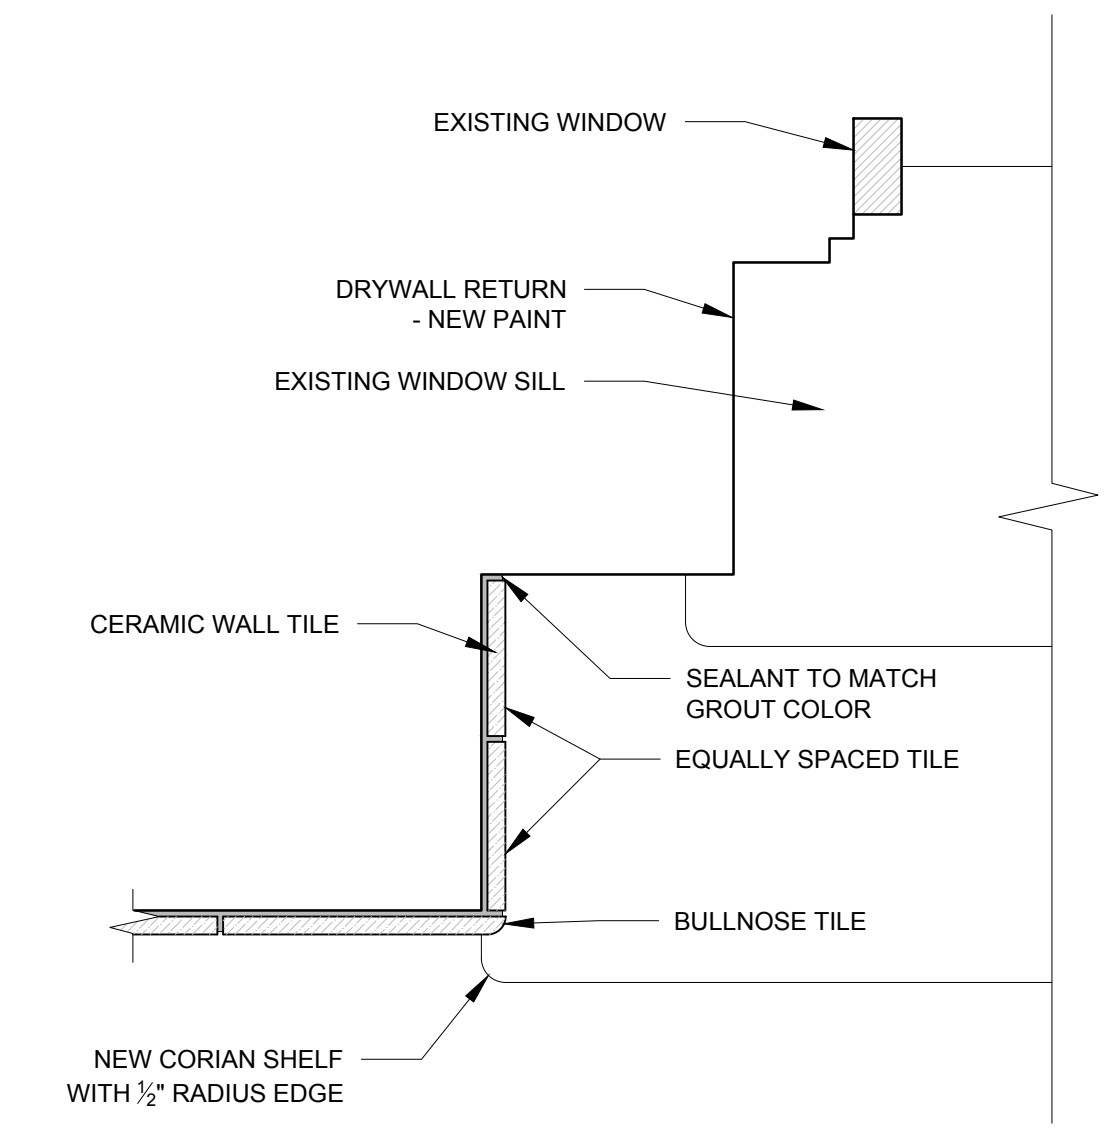 EXISTING WINDOW
DRYWALL RETURN
- NEW PAINT
EXISTING WINDOW SILL
CERAMIC WALL TILE
SEALANT TO MATCH
GROUT COLOR
EQUALLY SPACED TILE
BULLNOSE TILE
NEW CORIAN SHELF
WITH ½" RADIUS EDGE